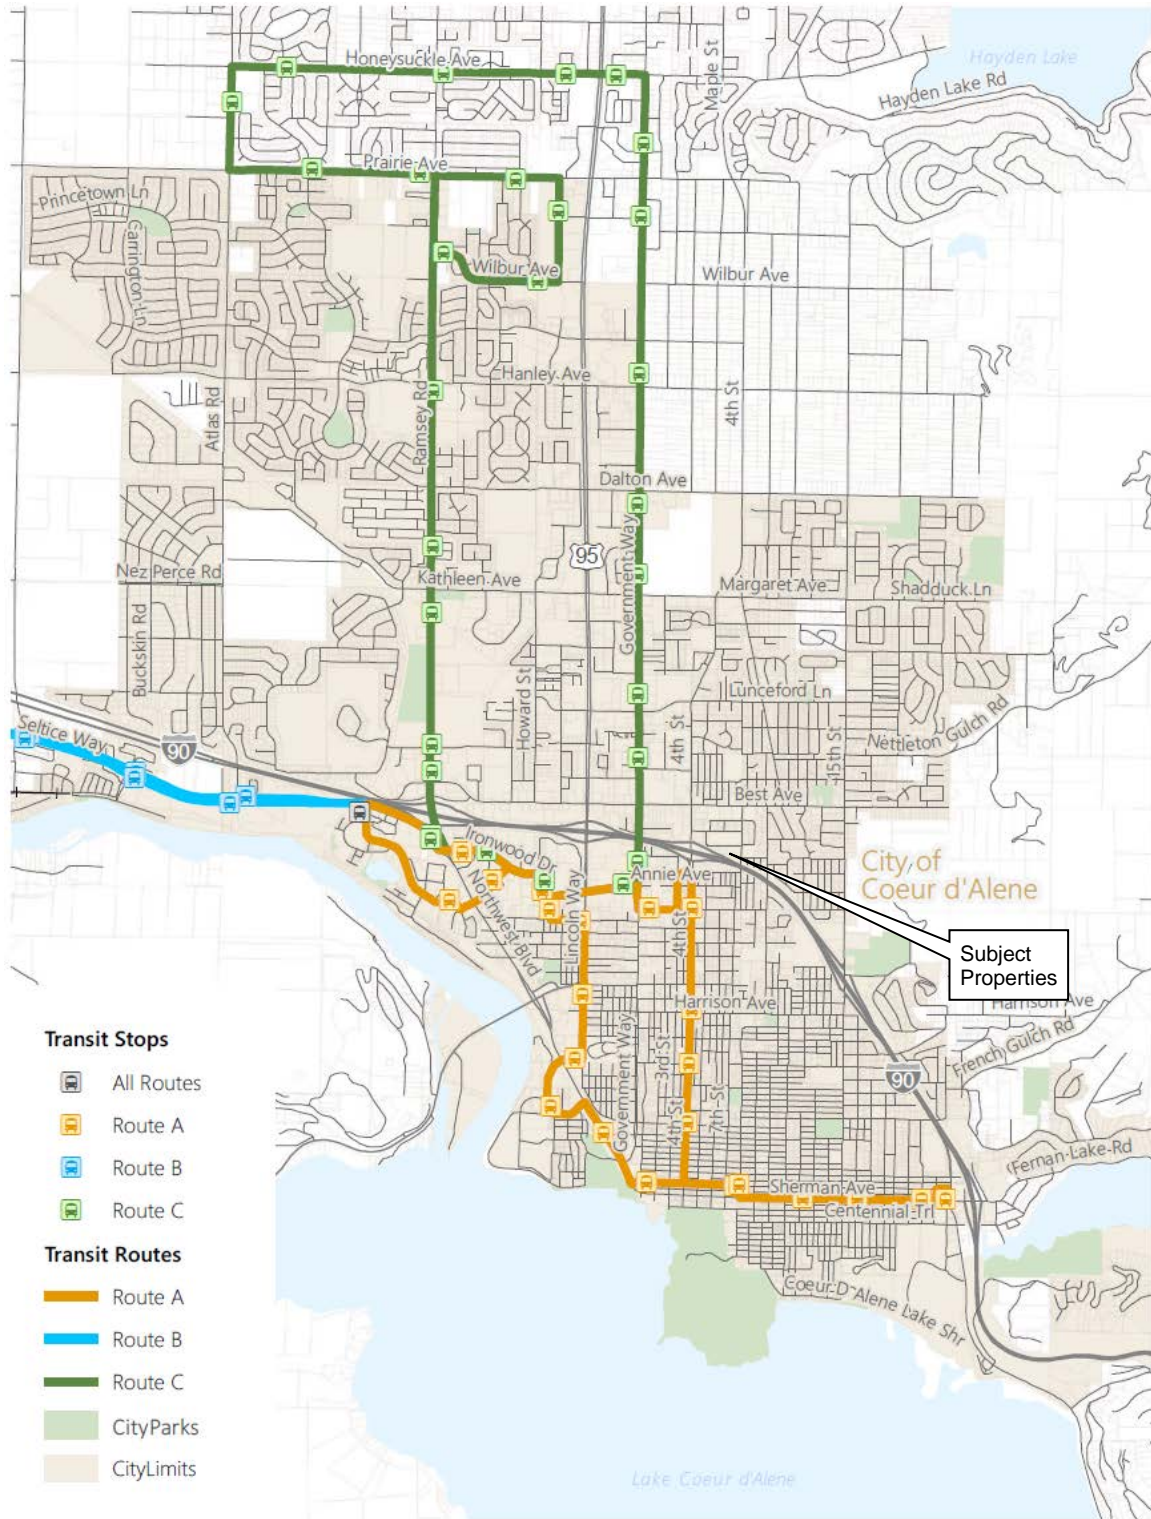 Hayden Lake
Honeysuckle Ave
Maple St
Hayden Lake Rd
Prairie Ave
Princetown Ln
Carrington Ln
Wilbur Ave
Wilbur Ave
Hanley Ave
Atlas Rd
Ramsey Rd
4th St
Dalton Ave
95
Government Way
Nez Perce Rd
Kathleen Ave
Margaret Ave
Shadduck Ln
Buckskin Rd
Howard St
Lunceford Ln
Seltice Way
90
4th St
15th St
Nettleton Gulch Rd
Best Ave
Ironwood Dr
Annie Ave
City of
Coeur d'Alene
Northwest Blvd
Lincoln Way
4th St
Subject
Properties
Harrison Ave
Harrison Ave
French Gulch Rd
Government Way
3rd St
4th St
7th St
90
Fernan Lake Rd
Sherman Ave
Centennial Trl
Coeur D Alene Lake Shr
Lake Coeur d'Alene
Transit Stops
All Routes
Route A
Route B
Route C
Transit Routes
Route A
Route B
Route C
CityParks
CityLimits